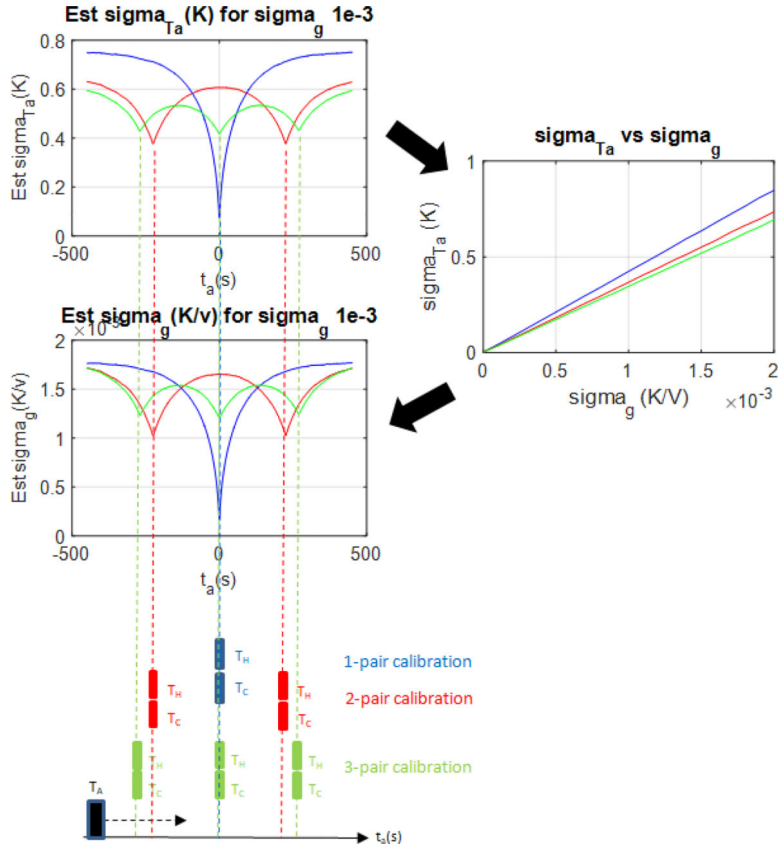 Est sigma_Ta(K) for sigma_g 1e-3
Est sigma_Ta(K)
0.8
0.6
0.4
0.2
0
-500
0
500
t_a(s)
sigma_Ta vs sigma_g
sigma_Ta (K)
1
0.5
0
0
0.5
1
1.5
2
sigma_g (K/V)
×10^-3
Est sigma_g(K/v) for sigma_g 1e-3
×10^-3
Est sigma_g(K/v)
2
1.5
1
0.5
0
-500
0
500
t_a(s)
T_H
1-pair calibration
T_C
T_H
T_H
2-pair calibration
T_C
T_C
T_H
T_H
T_H
3-pair calibration
T_C
T_C
T_C
T_A
t_a(s)